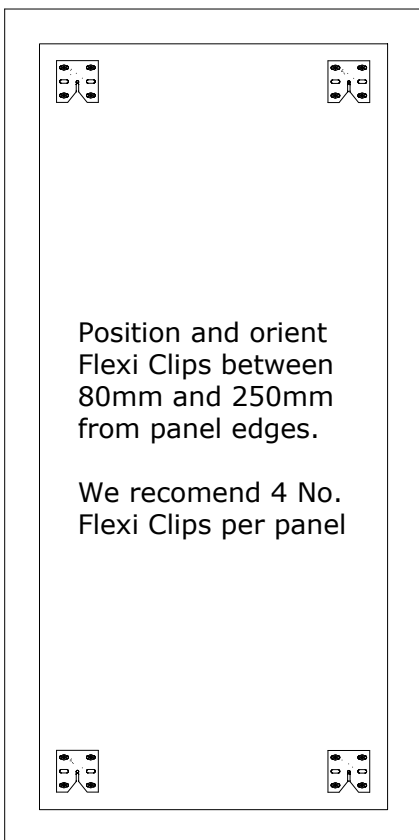 Position and orient
Flexi Clips between
80mm and 250mm
from panel edges.
We recomend 4 No.
Flexi Clips per panel